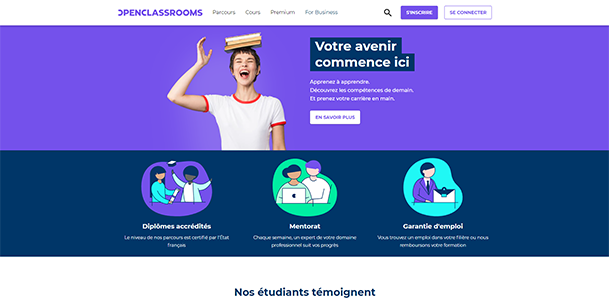 OPENCLASSROOMS Parcours Cours Premium For Business S'INSCRIRE SE CONNECTER
Votre avenir
commence ici
Apprenez à apprendre.
Découvrez les compétences de demain.
Et prenez votre carrière en main.
EN SAVOIR PLUS
Diplômes accrédités
Le niveau de nos parcours est certifié par l'État
français
Mentorat
Chaque semaine, un expert de votre domaine
professionnel suit vos progrès
Garantie d'emploi
Vous trouvez un emploi dans votre filière ou nous
remboursons votre formation
Nos étudiants témoignent